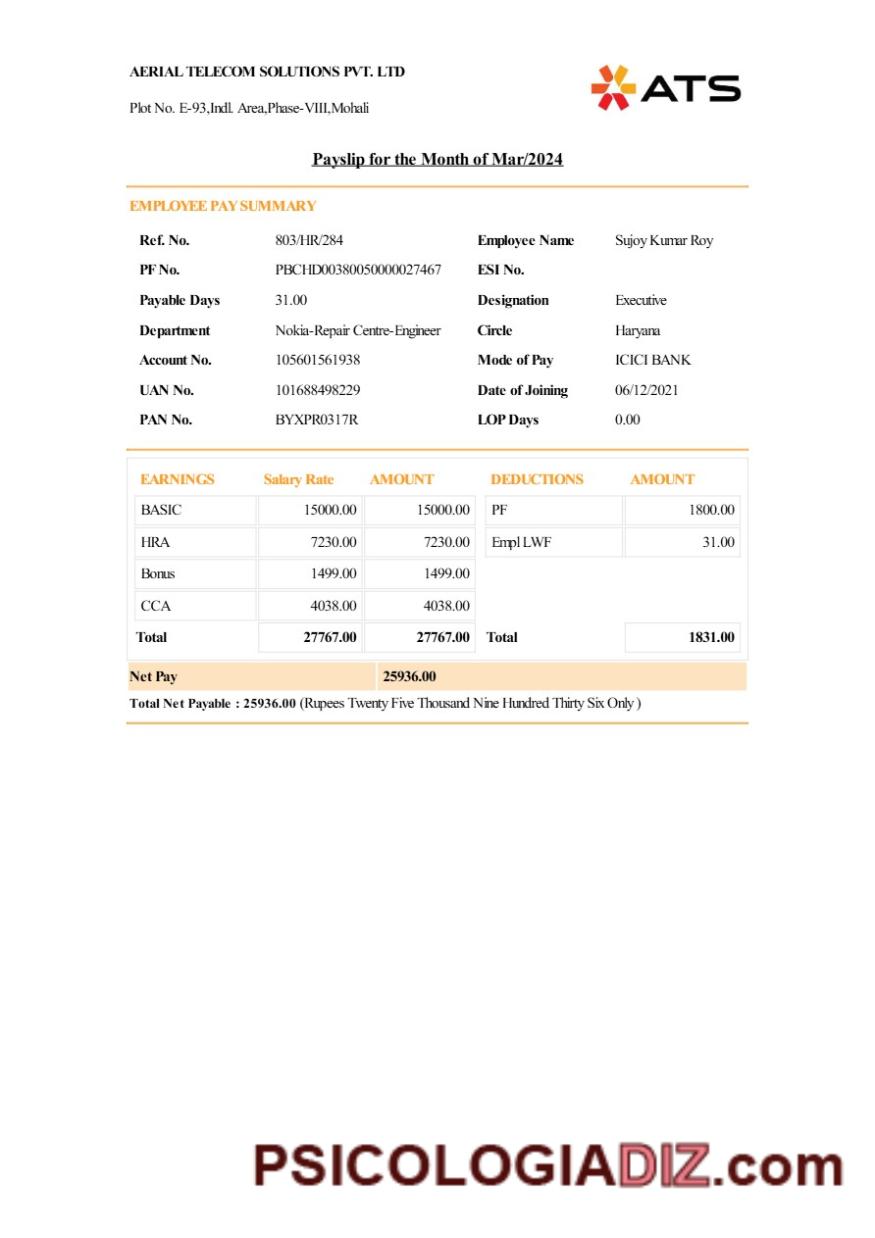 AERIAL TELECOM SOLUTIONS PVT. LTD
ATS
Plot No. E-93,Indl. Area,Phase-VIII,Mohali
Payslip for the Month of Mar/2024
EMPLOYEE PAY SUMMARY
Ref. No. 803/HR/284 Employee Name Sujoy Kumar Roy
PF No. PBCHD00380050000027467 ESI No.
Payable Days 31.00 Designation Executive
Department Nokia-Repair Centre-Engineer Circle Haryana
Account No. 105601561938 Mode of Pay ICICI BANK
UAN No. 101688498229 Date of Joining 06/12/2021
PAN No. BYXPR0317R LOP Days 0.00
EARNINGS Salary Rate AMOUNT DEDUCTIONS AMOUNT
BASIC 15000.00 15000.00 PF 1800.00
HRA 7230.00 7230.00 Empl LWF 31.00
Bonus 1499.00 1499.00
CCA 4038.00 4038.00
Total 27767.00 27767.00 Total 1831.00
Net Pay 25936.00
Total Net Payable : 25936.00 (Rupees Twenty Five Thousand Nine Hundred Thirty Six Only )
PSICOLOGIADIZ.com